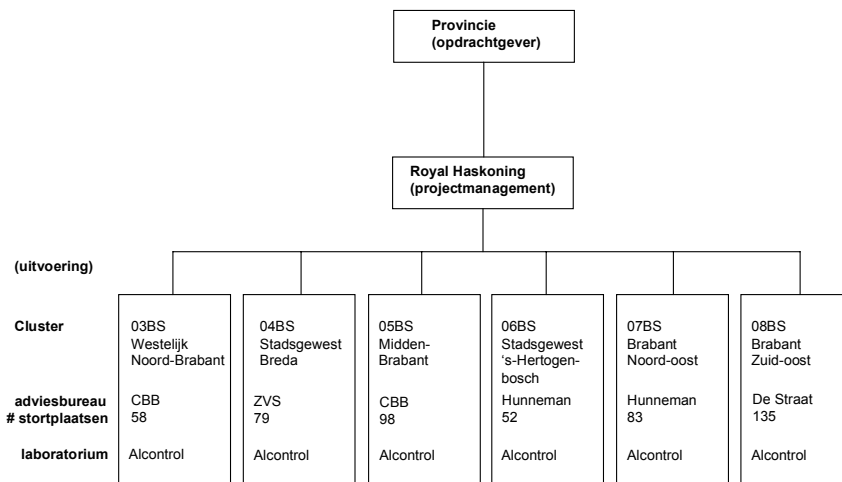 Provincie
(opdrachtgever)
Royal Haskoning
(projectmanagement)
(uitvoering)
Cluster
03BS
Westelijk
Noord-Brabant
04BS
Stadsgewest
Breda
05BS
Midden-
Brabant
06BS
Stadsgewest
‘s-Hertogen-
bosch
07BS
Brabant
Noord-oost
08BS
Brabant
Zuid-oost
adviesbureau CBB ZVS CBB Hunneman Hunneman De Straat
# stortplaatsen 58 79 98 52 83 135
laboratorium Alcontrol Alcontrol Alcontrol Alcontrol Alcontrol Alcontrol